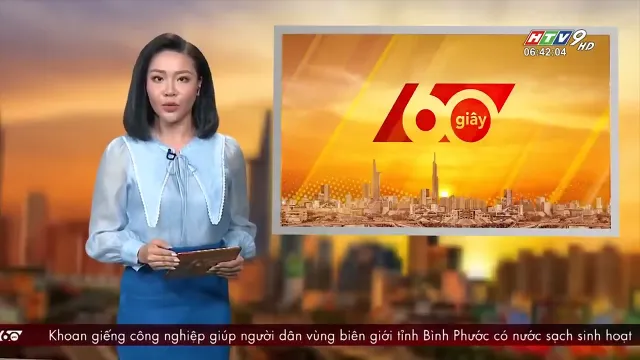 HTV9 HD
06:42:04
60 giây
60 Khoan giếng công nghiệp giúp người dân vùng biên giới tỉnh Bình Phước có nước sạch sinh hoạt